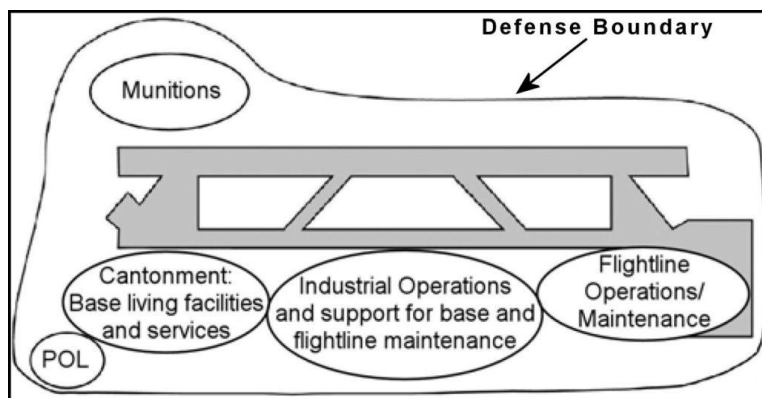 Defense Boundary
Munitions
Cantonment:
Base living facilities
and services
Industrial Operations
and support for base and
flightline maintenance
Flightline
Operations/
Maintenance
POL